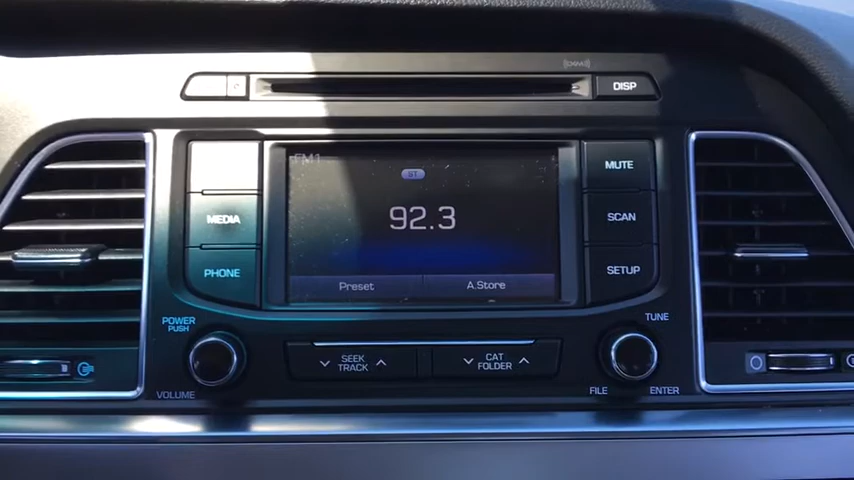 DISP
FM1
ST
92.3
Preset
A.Store
MEDIA
PHONE
MUTE
SCAN
SETUP
POWER
PUSH
VOLUME
SEEK
TRACK
CAT
FOLDER
TUNE
FILE
ENTER